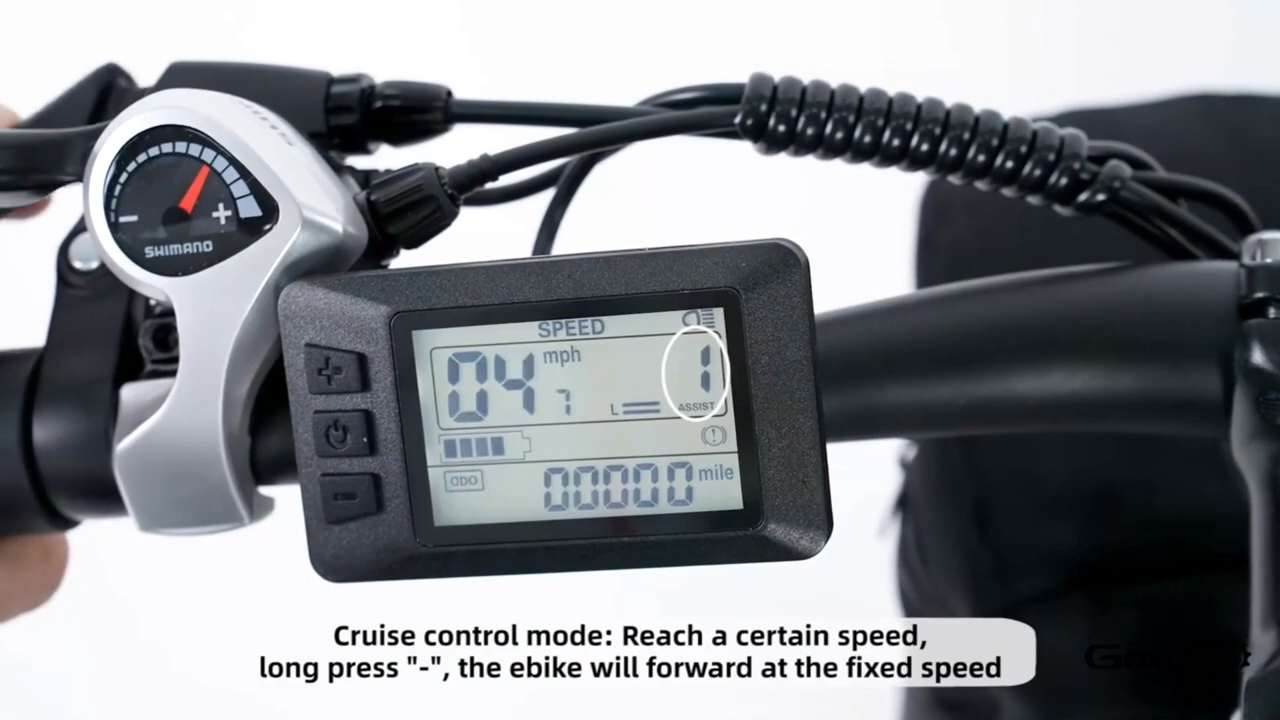 SHIMANO
SPEED
04 mph
7
L
1
ASSIST
ODO
00000 mile
Cruise control mode: Reach a certain speed,
long press "-", the ebike will forward at the fixed speed